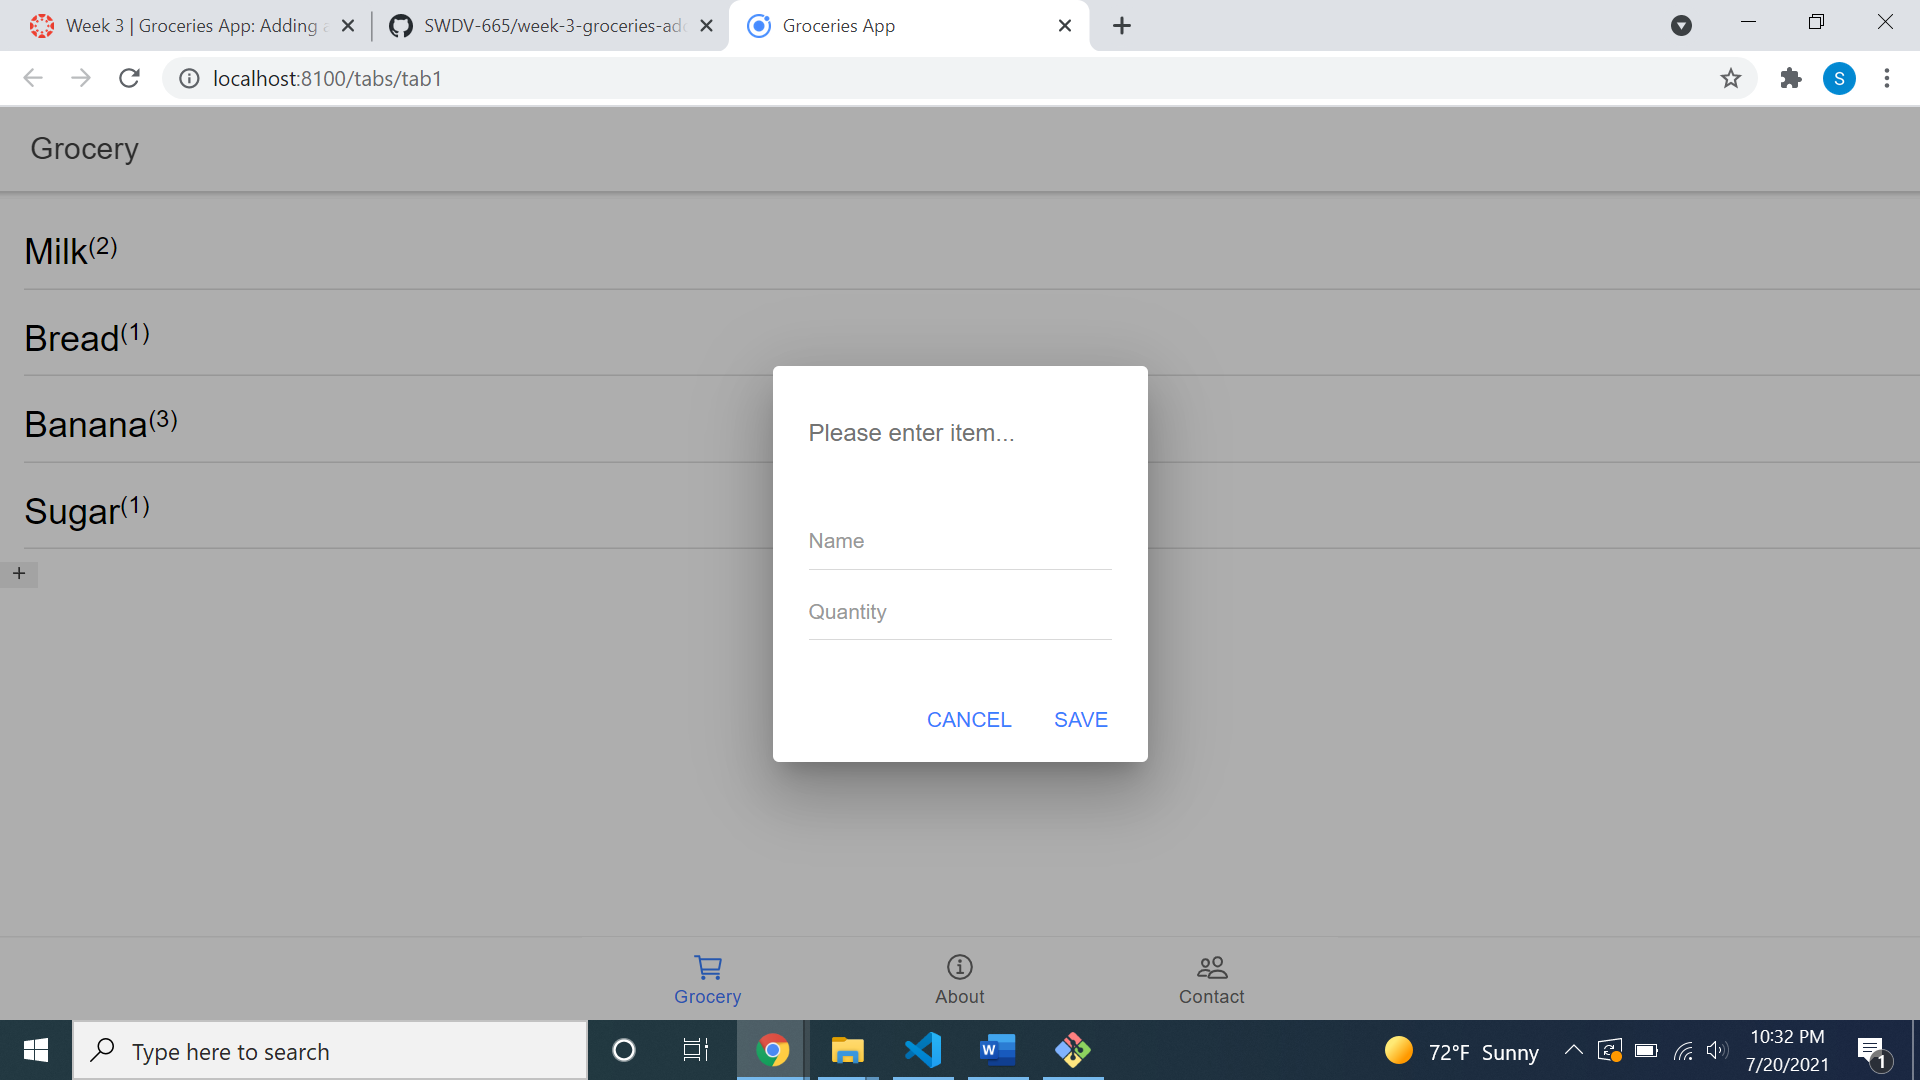 Week 3 | Groceries App: Adding a
SWDV-665/week-3-groceries-ad
Groceries App
localhost:8100/tabs/tab1
S
Grocery
Milk(2)
Bread(1)
Banana(3)
Sugar(1)
+
Please enter item...
Name
Quantity
CANCEL SAVE
Grocery
About
Contact
Type here to search
W
72°F Sunny
10:32 PM
7/20/2021
1